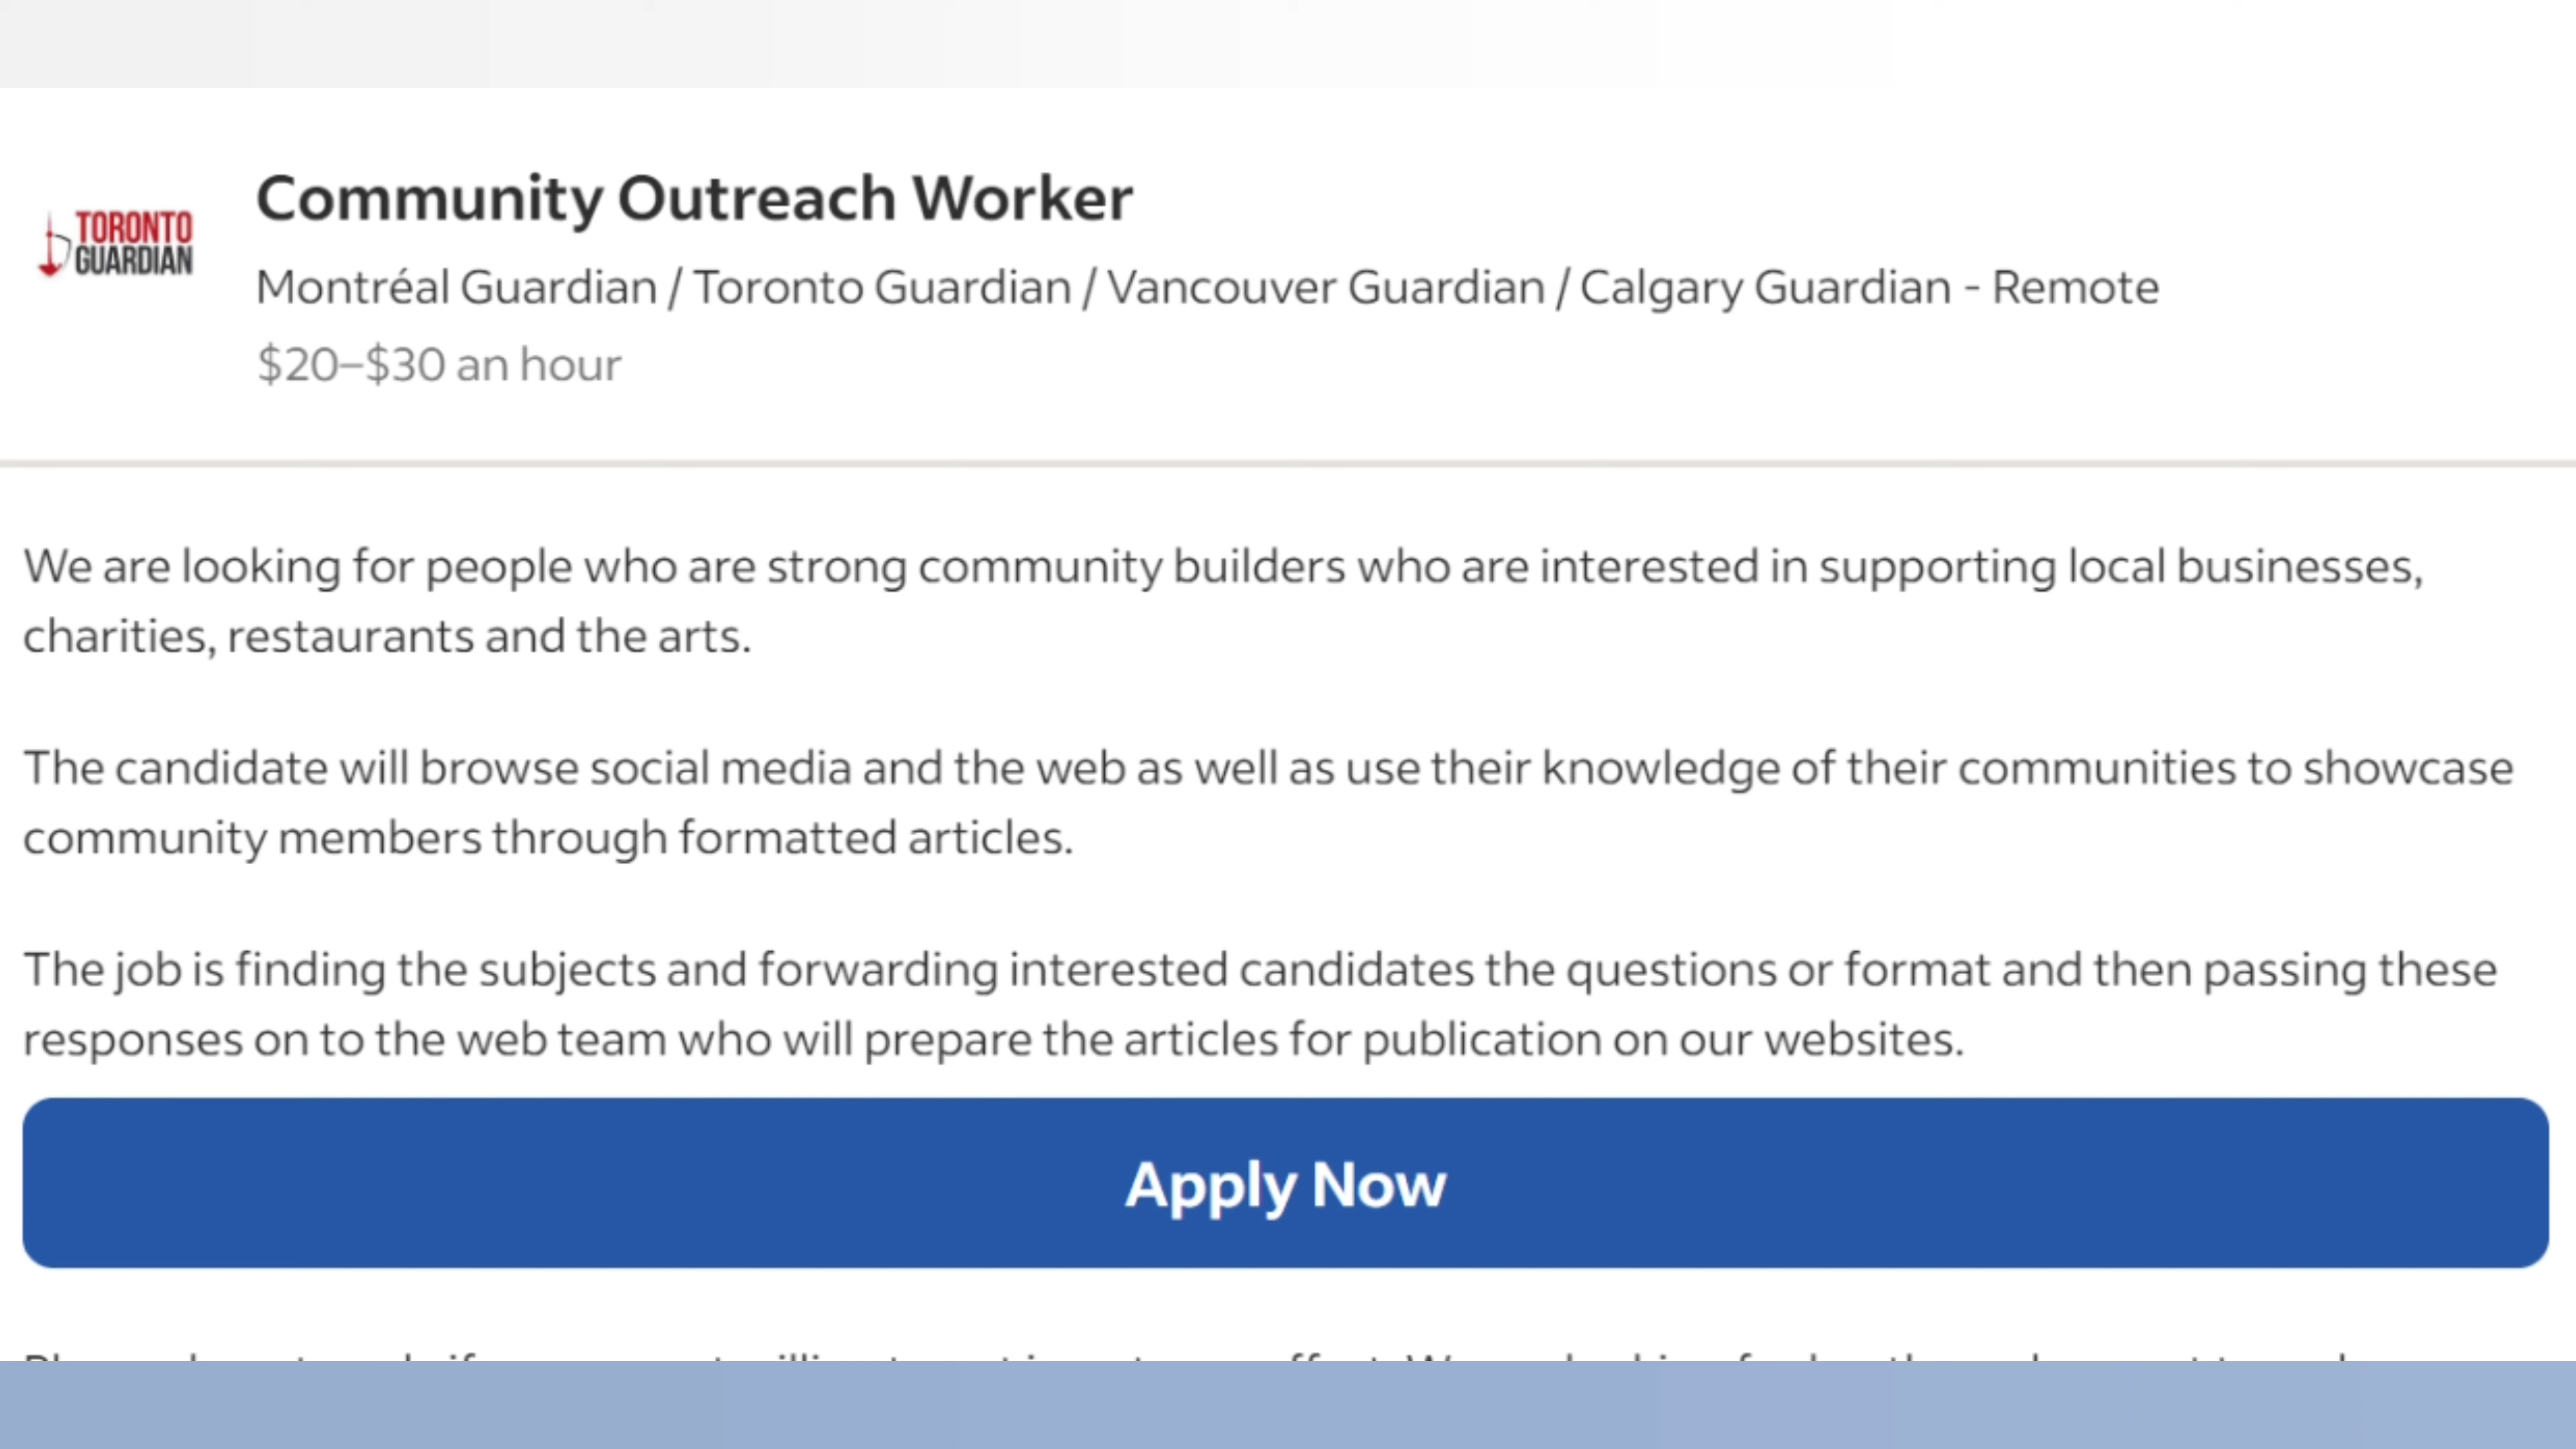 TORONTO
GUARDIAN
Community Outreach Worker
Montréal Guardian / Toronto Guardian / Vancouver Guardian / Calgary Guardian - Remote
$20–$30 an hour
We are looking for people who are strong community builders who are interested in supporting local businesses,
charities, restaurants and the arts.
The candidate will browse social media and the web as well as use their knowledge of their communities to showcase
community members through formatted articles.
The job is finding the subjects and forwarding interested candidates the questions or format and then passing these
responses on to the web team who will prepare the articles for publication on our websites.
Apply Now